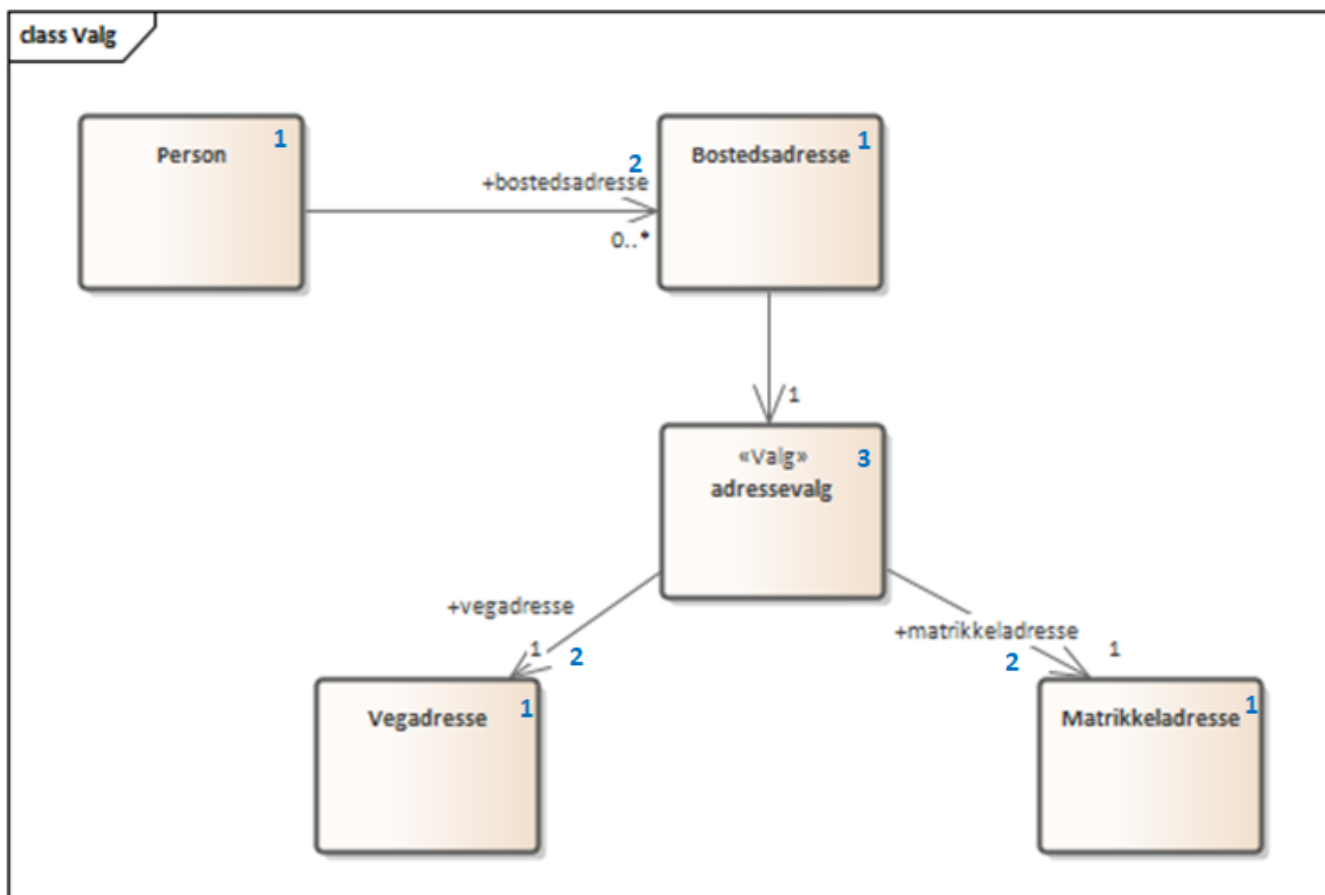 class Valg
Person
1
Bostedsadresse
1
2
+bostedsadresse
0..*
1
«Valg»
3
adressevalg
+vegadresse
1
2
+matrikkeladresse
1
2
Vegadresse
1
Matrikkeladresse
1